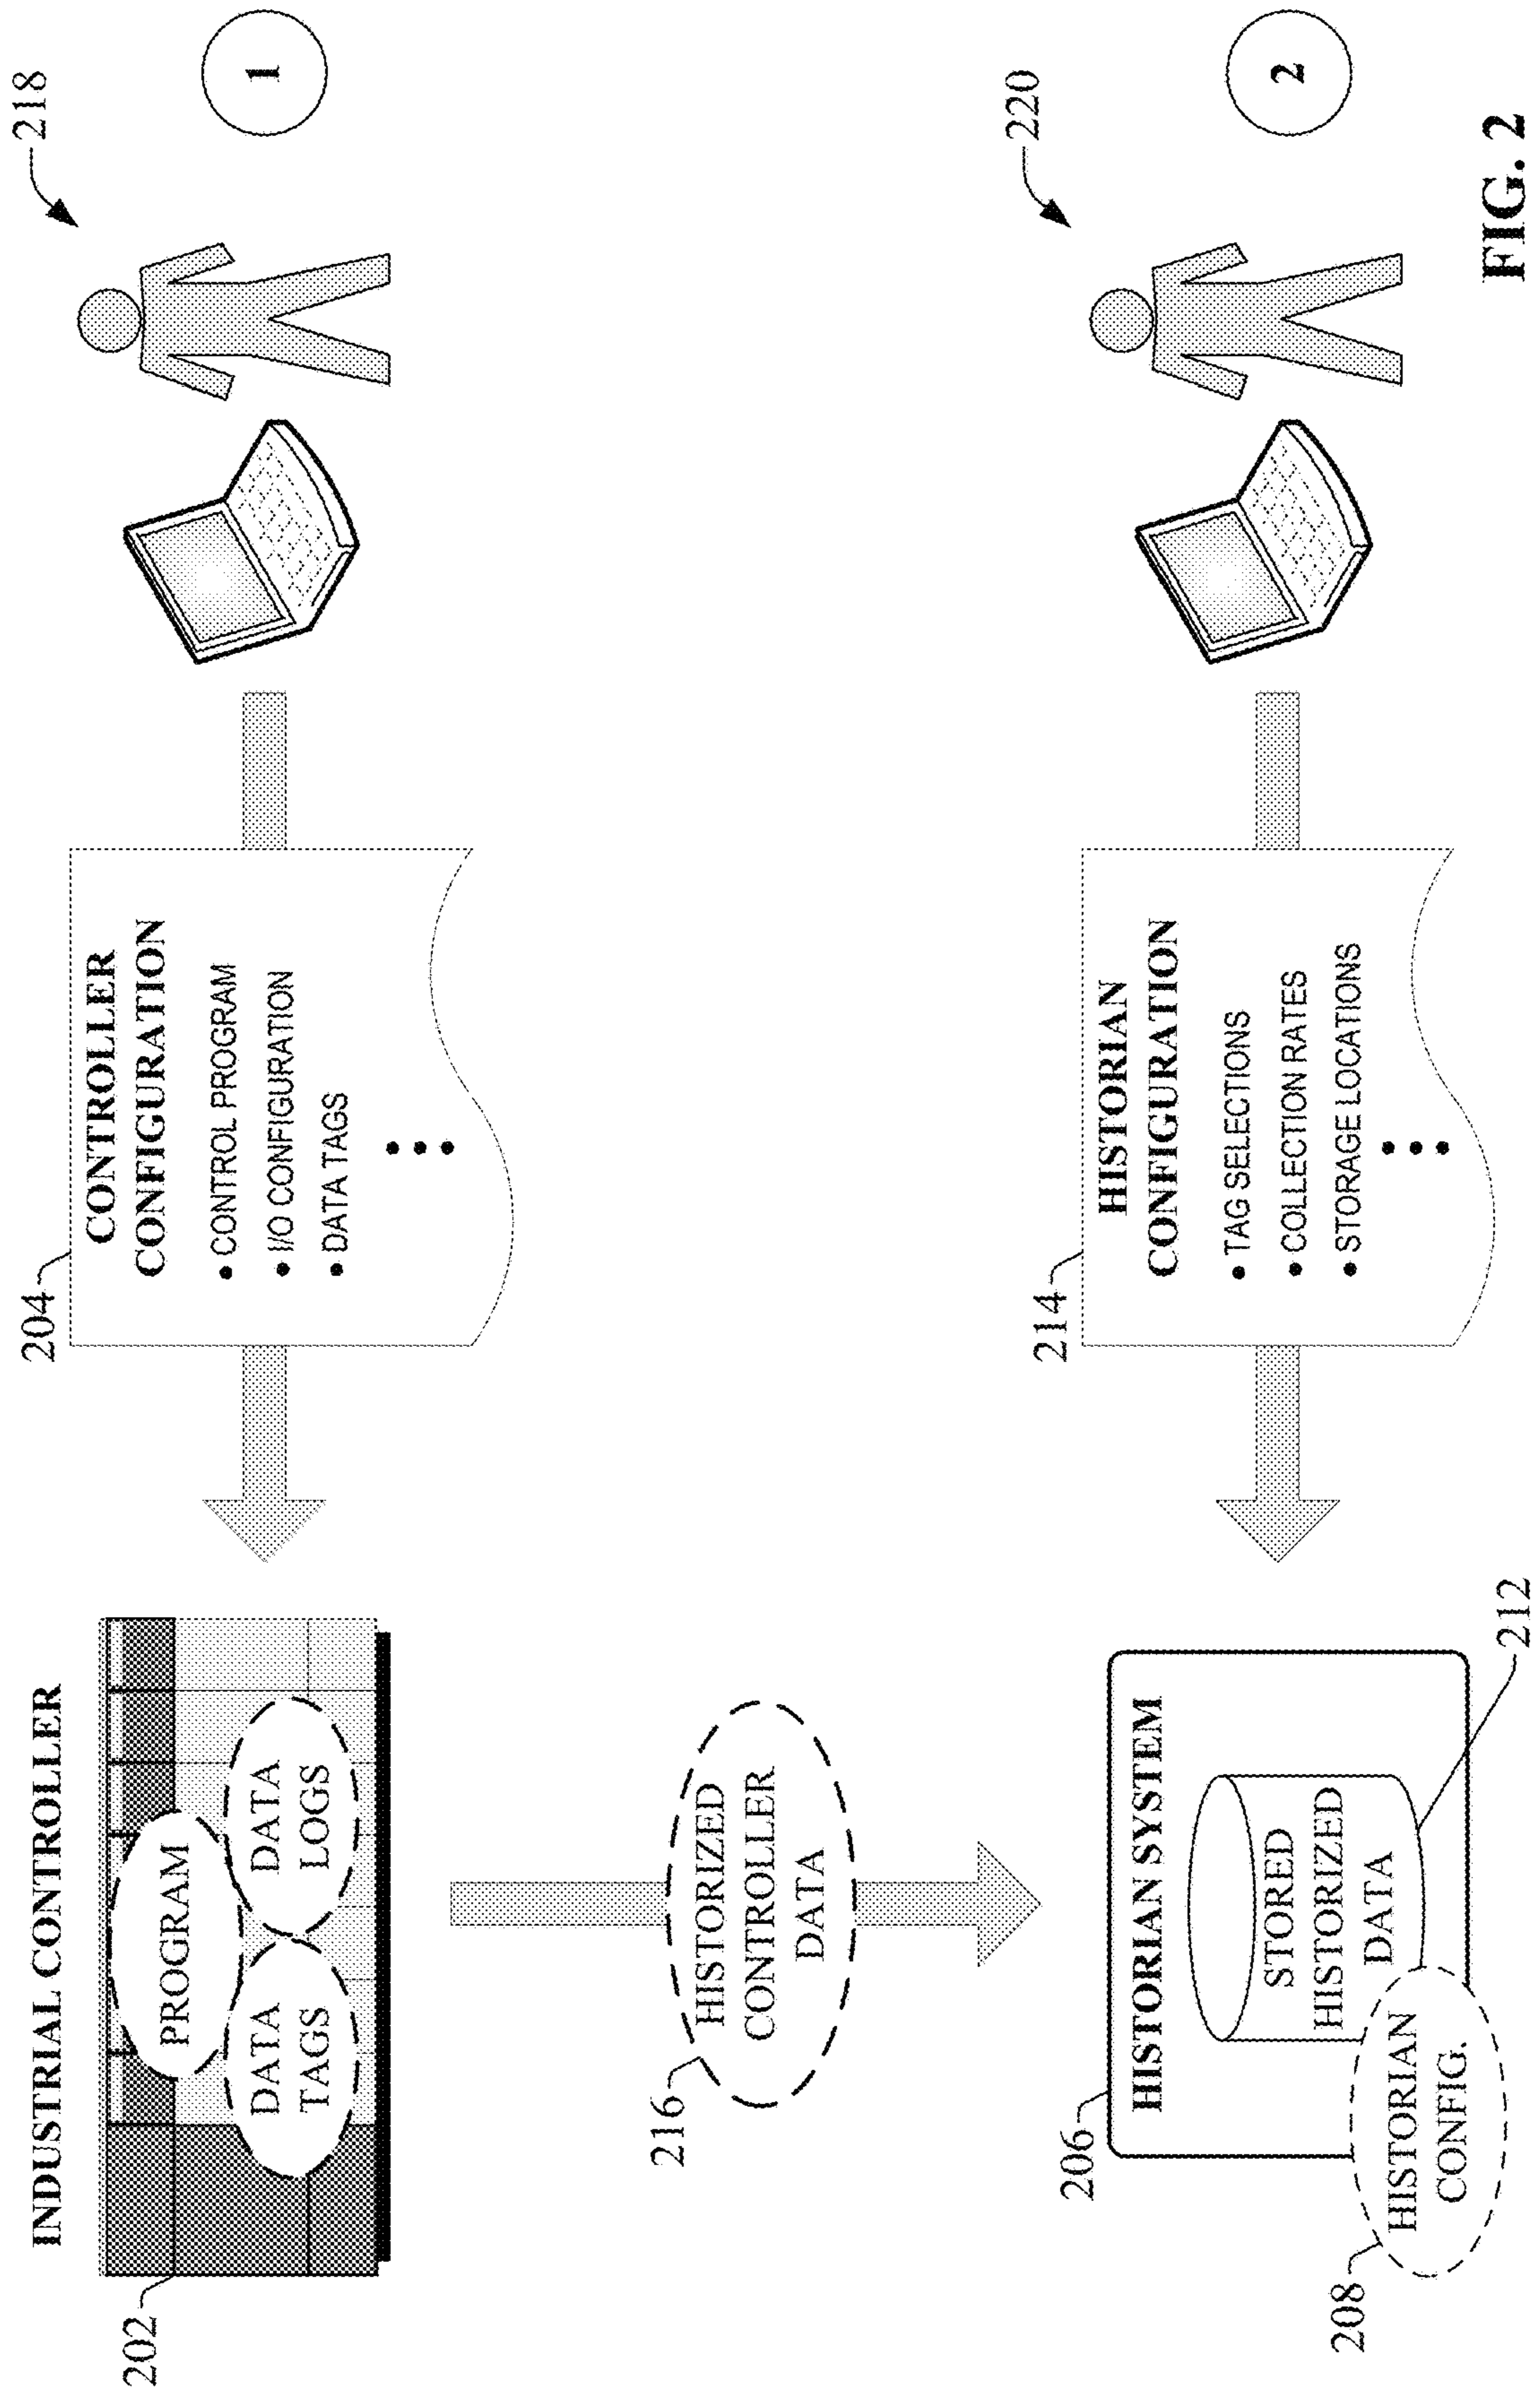 INDUSTRIAL CONTROLLER
202
PROGRAM
DATA
TAGS
DATA
LOGS
204
CONTROLLER
CONFIGURATION
• CONTROL PROGRAM
• I/O CONFIGURATION
• DATA TAGS
218
1
216
HISTORIZED
CONTROLLER
DATA
206
HISTORIAN SYSTEM
STORED
HISTORIZED
DATA
212
208
HISTORIAN
CONFIG.
214
HISTORIAN
CONFIGURATION
• TAG SELECTIONS
• COLLECTION RATES
• STORAGE LOCATIONS
220
2
FIG. 2